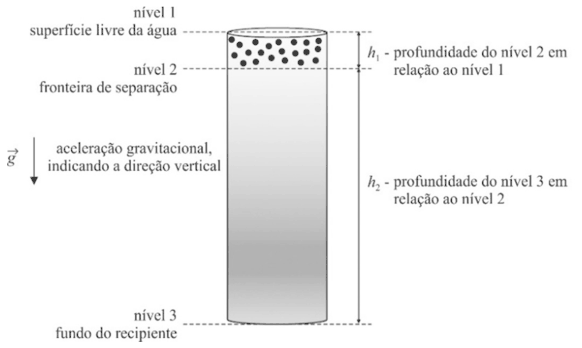 nível 1
superfície livre da água
nível 2
fronteira de separação
g
aceleração gravitacional,
indicando a direção vertical
nível 3
fundo do recipiente
h₁ - profundidade do nível 2 em
relação ao nível 1
h₂ - profundidade do nível 3 em
relação ao nível 2